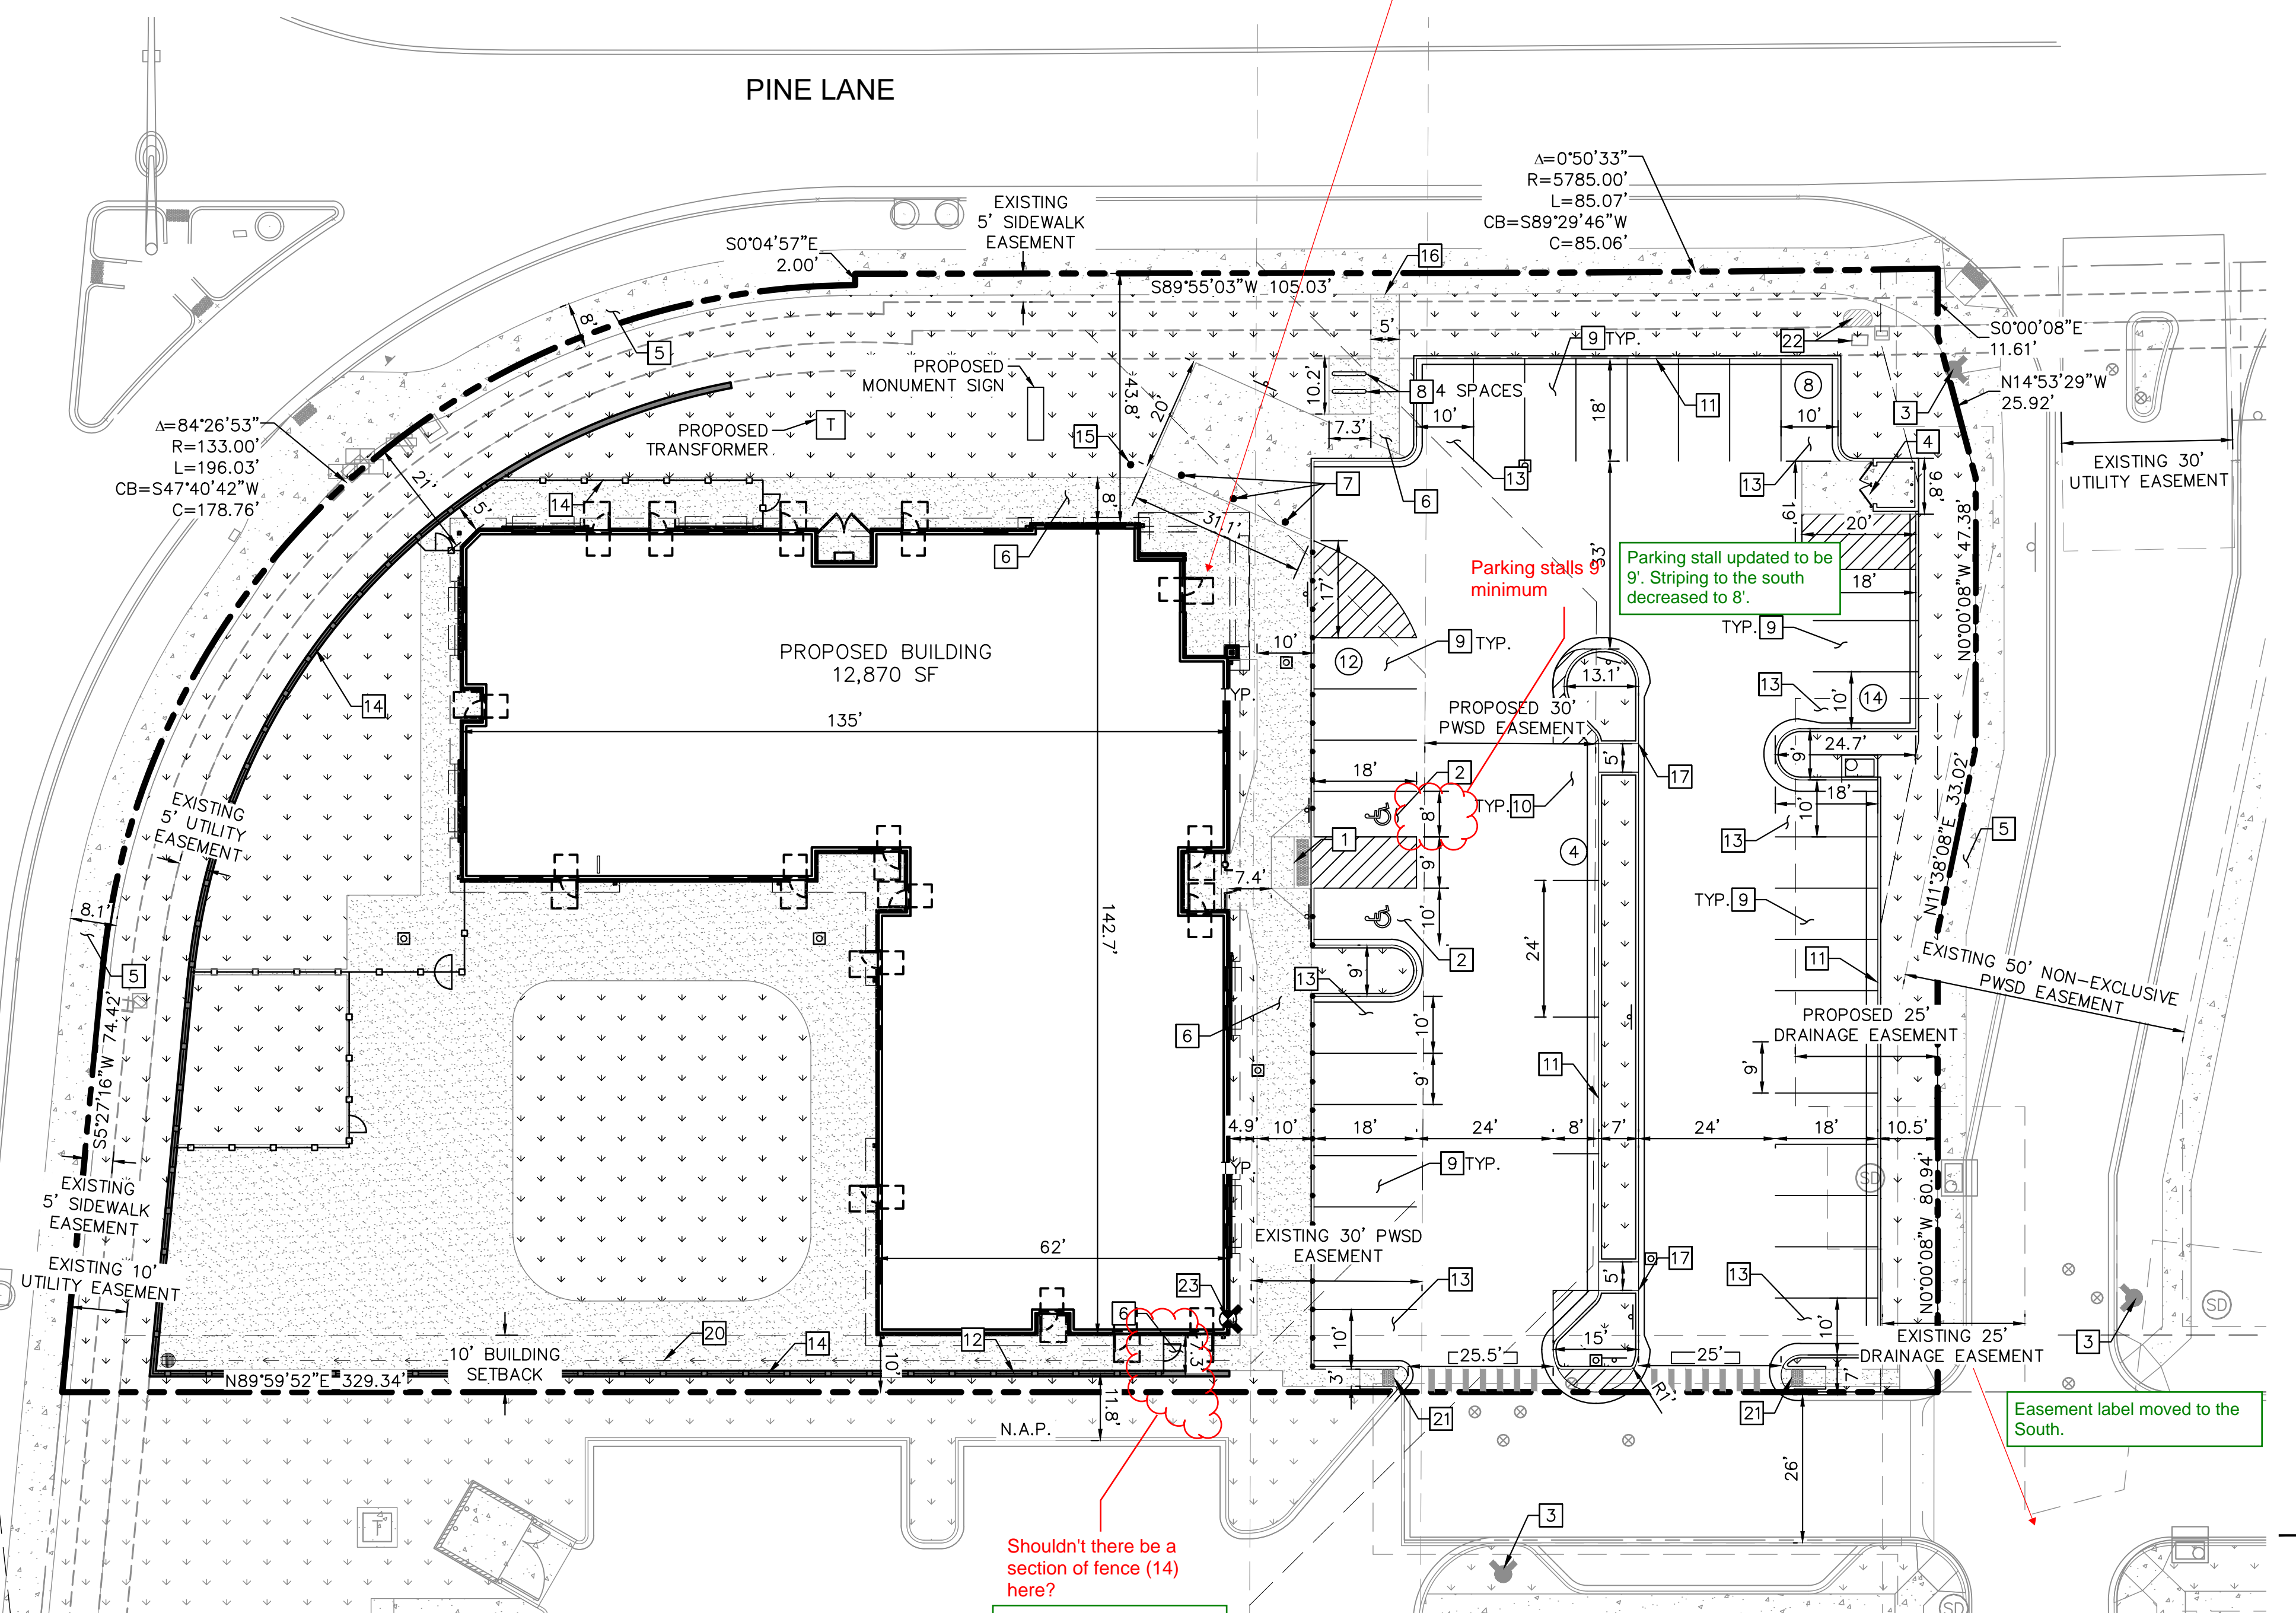 PINE LANE
Δ=0°50'33"
R=5785.00'
L=85.07'
CB=S89°29'46"W
C=85.06'
EXISTING
5' SIDEWALK
EASEMENT
S0°04'57"E
2.00'
16
S89°55'03"W 105.03'
8'
5
5'
9 TYP.
22
S0°00'08"E
11.61'
PROPOSED
MONUMENT SIGN
43.8'
20'
10.2'
8
4 SPACES
18'
11
8
N14°53'29"W
25.92'
Δ=84°26'53"
R=133.00'
L=196.03'
CB=S47°40'42"W
C=178.76'
PROPOSED
TRANSFORMER
T
15
7.3'
10'
10'
3
4
EXISTING 30'
UTILITY EASEMENT
21'
5'
14
8'
7
6
13
13
19'
9.8'
20'
31.1'
6
17'
Parking stalls 9'
minimum
33'
Parking stall updated to be
9'. Striping to the south
decreased to 8'.
18'
N0°00'08"W 47.38'
PROPOSED BUILDING
12,870 SF
10'
12
9 TYP.
TYP. 9
13
10'
14
14
135'
YP.
13.1'
PROPOSED 30'
PWSD EASEMENT
5'
24.7'
9'
17
18'
2
TYP. 10
18'
10'
N11°38'08"E 33.02'
EXISTING
5' UTILITY
EASEMENT
8'
1
4
13
5
7.4'
9'
TYP. 9
8.1'
142.7'
10'
24'
5
2
9'
13
11
EXISTING 50' NON-EXCLUSIVE
PWSD EASEMENT
6
10'
PROPOSED 25'
DRAINAGE EASEMENT
S5°27'16"W 74.42'
11
9'
9'
4.9'
10'
18'
24'
8'
7'
24'
18'
10.5'
YP.
9 TYP.
SD
EXISTING
5' SIDEWALK
EASEMENT
N0°00'08"W 80.94'
EXISTING 30' PWSD
EASEMENT
62'
17
EXISTING 10'
UTILITY EASEMENT
23
13
5'
13
SD
6
20
12
14
7.3'
10'
15'
10'
3
10' BUILDING
SETBACK
10'
25.5'
25'
EXISTING 25'
DRAINAGE EASEMENT
N89°59'52"E 329.34'
3'
7'
11.8'
R1'
N.A.P.
21
21
Easement label moved to the
South.
26'
T
3
Shouldn't there be a
section of fence (14)
here?
SD